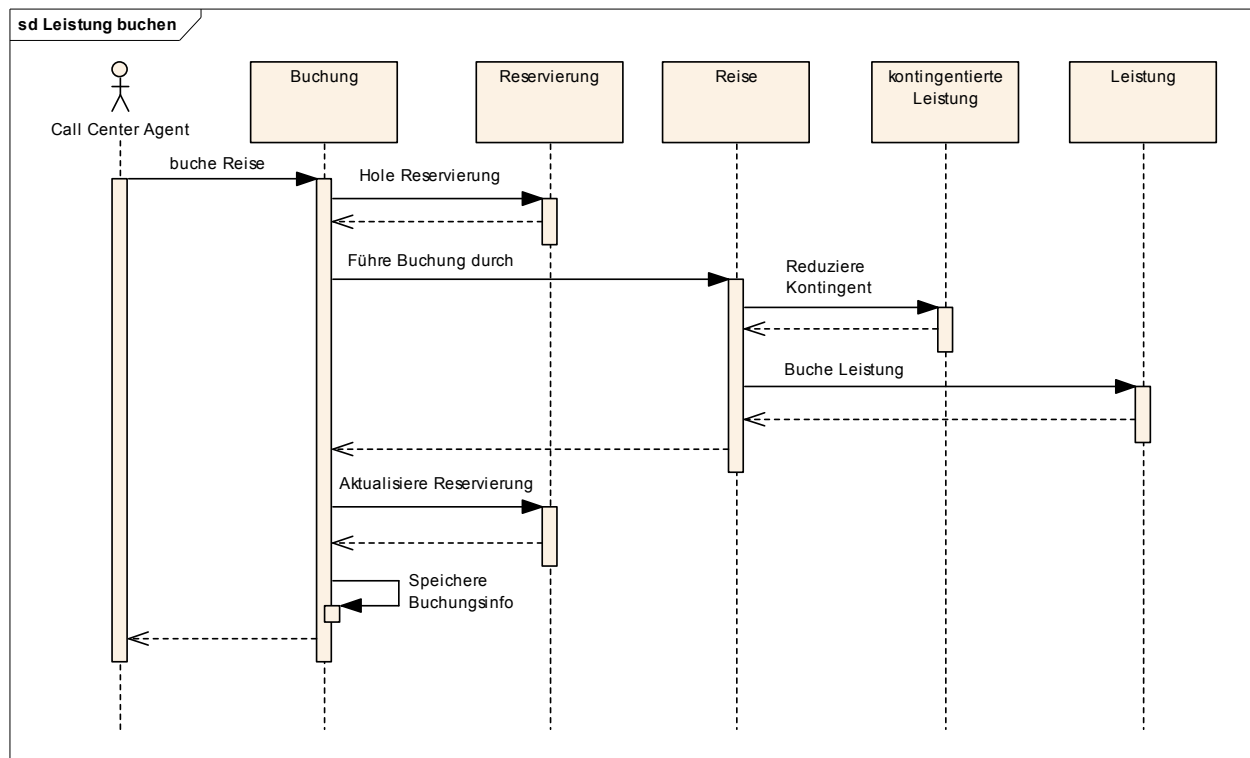 sd Leistung buchen
Buchung
Reservierung
Reise
kontingentierte
Leistung
Leistung
Call Center Agent
buche Reise
Hole Reservierung
Führe Buchung durch
Reduziere
Kontingent
Buche Leistung
Aktualisiere Reservierung
Speichere
Buchungsinfo